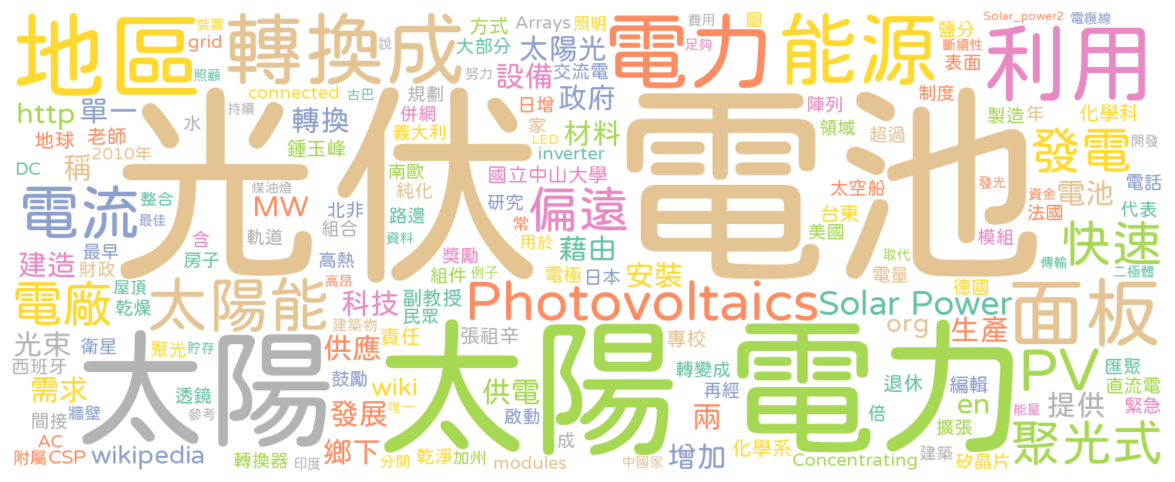 裝置
費用
圖
Solar_power2
電纜線
Arrays
照明
方式
說
地區
轉換成
grid
大部分
太陽光
足夠
電力
能源
鹽分
斷續性
利用
照顧
努力
設備
交流電
表面
connected
古巴
規劃
日增
政府
陣列
制度
製造
年
化學科
http
單一
持續
水
轉換
併網
義大利
家
LED
材料
領域
超過
發電
開發
地球
老師
2010年
鍾玉峰
inverter
DC
稱
煤油燈
南歐
純化
國立中山大學
太空船
發光
資金
電池
電話
電流
整合
最佳
MW
北非
組合
路邊
研究
常
偏遠
台東
美國
法國
代表
光伏電池
最早
含
軌道
資料
獎勵
用於
藉由
模組
快速
建造
財政
房子
高熱
高昂
組件
例子
電極
日本
安裝
電量
取代
德國
傳輸
二極體
電廠
屋頂
乾燥
太陽能
科技
副教授
民眾
Photovoltaics
Solar Power
面板
建築物
責任
張祖辛
專校
org
生產
光束
衛星
聚光
貯存
供應
西班牙
鼓勵
轉變成
PV
匯聚
需求
透鏡
wiki
供電
再經
退休
編輯
直流電
太陽
太陽電力
間接
牆壁
參考
發展
唯一
啟動
兩
倍
en
能量
緊急
提供
擴張
AC
附屬
CSP
wikipedia
轉換器
印度
鄉下
分開
乾淨
加州
成
modules
中國家
增加
化學系
Concentrating
建築
矽晶片
聚光式